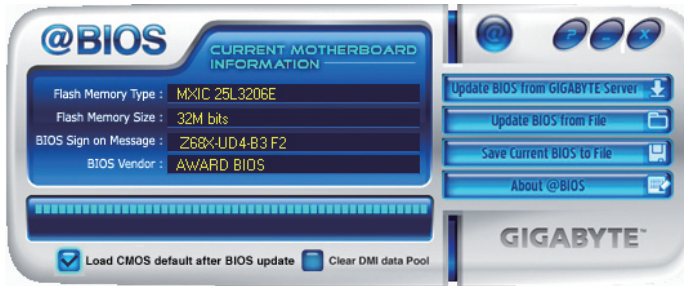 @BIOS
CURRENT MOTHERBOARD
INFORMATION
Flash Memory Type : MXIC 25L3206E
Flash Memory Size : 32M bits
BIOS Sign on Message : Z68X-UD4-B3 F2
BIOS Vendor : AWARD BIOS
Load CMOS default after BIOS update
Clear DMI data Pool
@
? _ X
Update BIOS from GIGABYTE Server
Update BIOS from File
Save Current BIOS to File
About @BIOS
GIGABYTE™